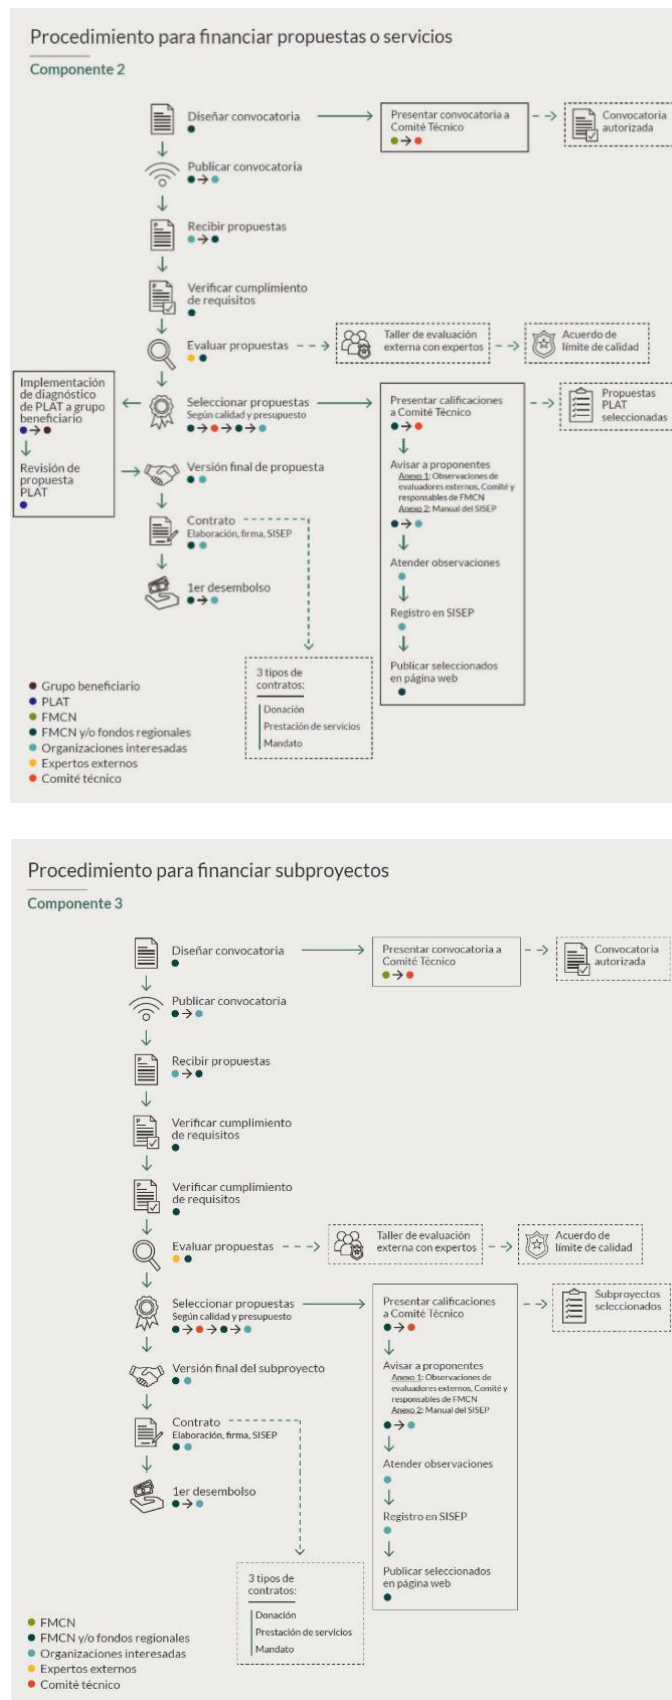 Procedimiento para financiar propuestas o servicios
Componente 2
Diseñar convocatoria
Presentar convocatoria a
Comité Técnico
Convocatoria
autorizada
Publicar convocatoria
Recibir propuestas
Verificar cumplimiento
de requisitos
Evaluar propuestas
Taller de evaluación
externa con expertos
Acuerdo de
límite de calidad
Implementación
de diagnóstico
de PLAT a grupo
beneficiario
Revisión de
propuesta
PLAT
Seleccionar propuestas
Según calidad y presupuesto
Presentar calificaciones
a Comité Técnico
Propuestas
PLAT
seleccionadas
Avisar a proponentes
Anexo 1: Observaciones de
evaluadores externos, Comité y
responsables de FMCN
Anexo 2: Manual del SISEP
Versión final de propuesta
Contrato
Elaboración, firma, SISEP
Atender observaciones
1er desembolso
Registro en SISEP
Publicar seleccionados
en página web
3 tipos de
contratos:
Donación
Prestación de servicios
Mandato
Grupo beneficiario
PLAT
FMCN
FMCN y/o fondos regionales
Organizaciones interesadas
Expertos externos
Comité técnico
Procedimiento para financiar subproyectos
Componente 3
Diseñar convocatoria
Presentar convocatoria a
Comité Técnico
Convocatoria
autorizada
Publicar convocatoria
Recibir propuestas
Verificar cumplimiento
de requisitos
Verificar cumplimiento
de requisitos
Evaluar propuestas
Taller de evaluación
externa con expertos
Acuerdo de
límite de calidad
Seleccionar propuestas
Según calidad y presupuesto
Presentar calificaciones
a Comité Técnico
Subproyectos
seleccionados
Avisar a proponentes
Anexo 1: Observaciones de
evaluadores externos, Comité y
responsables de FMCN
Anexo 2: Manual del SISEP
Versión final del subproyecto
Contrato
Elaboración, firma, SISEP
Atender observaciones
1er desembolso
Registro en SISEP
Publicar seleccionados
en página web
3 tipos de
contratos:
Donación
Prestación de servicios
Mandato
FMCN
FMCN y/o fondos regionales
Organizaciones interesadas
Expertos externos
Comité técnico